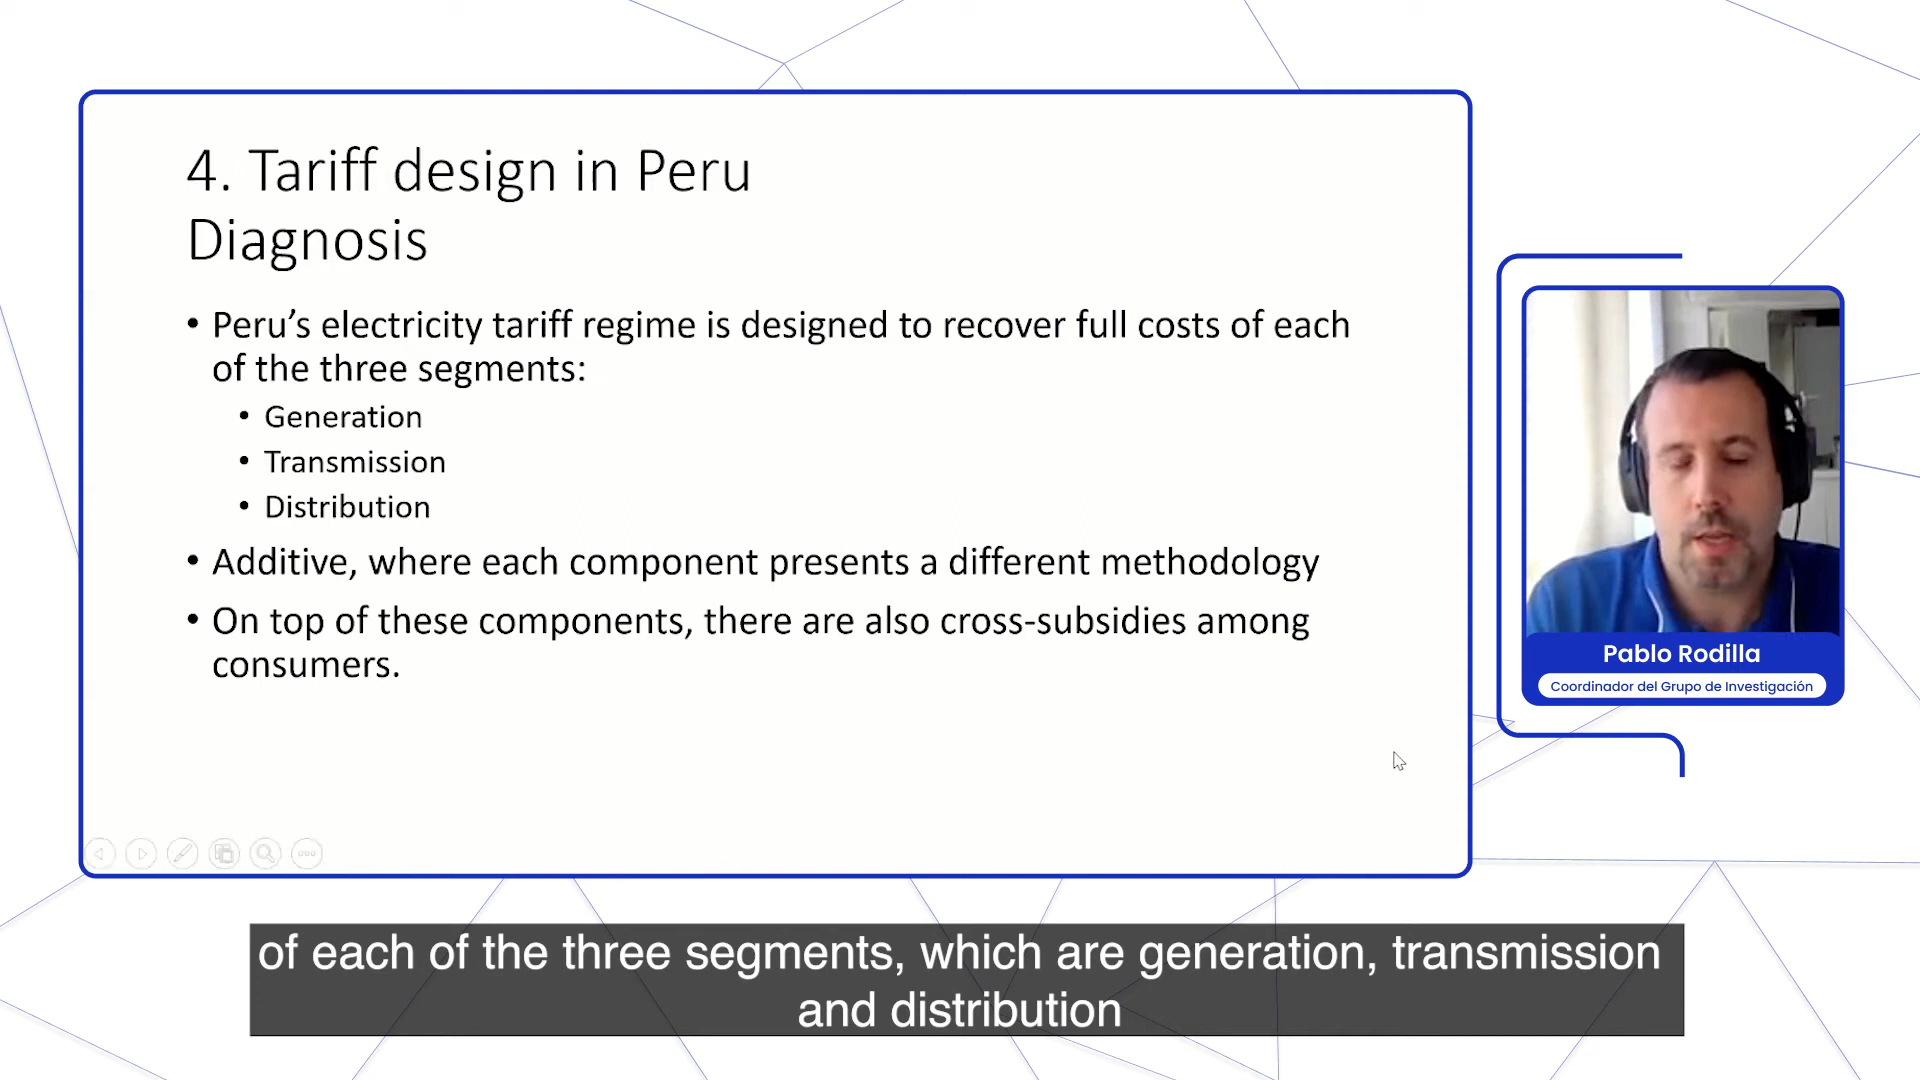 4. Tariff design in Peru
Diagnosis
• Peru’s electricity tariff regime is designed to recover full costs of each
of the three segments:
• Generation
• Transmission
• Distribution
• Additive, where each component presents a different methodology
• On top of these components, there are also cross-subsidies among
consumers.
Pablo Rodilla
Coordinador del Grupo de Investigación
of each of the three segments, which are generation, transmission
and distribution